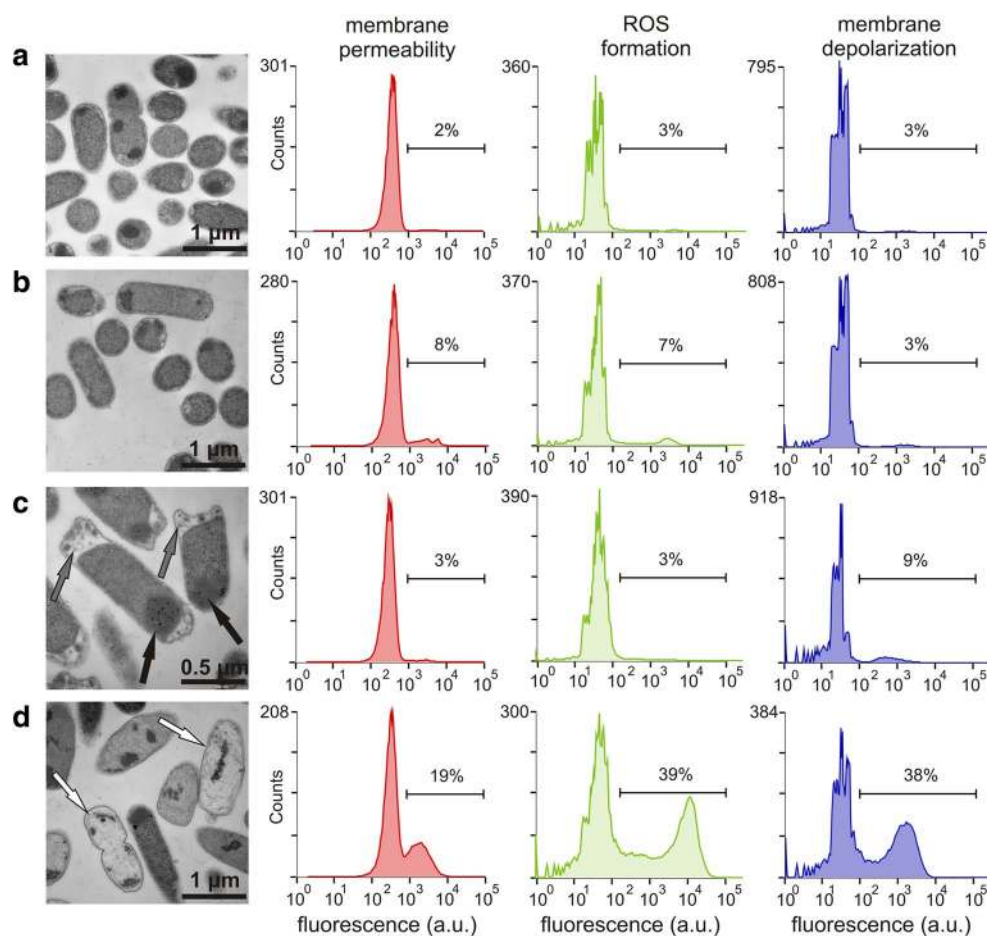 membrane permeability
ROS formation
membrane depolarization
a
1 µm
301
Counts
2%
10¹ 10² 10³ 10⁴ 10⁵
360
3%
10⁰ 10¹ 10² 10³ 10⁴ 10⁵
795
3%
10⁰ 10¹ 10² 10³ 10⁴ 10⁵
b
1 µm
280
Counts
8%
10⁰ 10¹ 10² 10³ 10⁴ 10⁵
370
7%
10⁰ 10¹ 10² 10³ 10⁴ 10⁵
808
3%
10⁰ 10¹ 10² 10³ 10⁴ 10⁵
c
0.5 µm
301
Counts
3%
10⁰ 10¹ 10² 10³ 10⁴ 10⁵
390
3%
10⁰ 10¹ 10² 10³ 10⁴ 10⁵
918
9%
10⁰ 10¹ 10² 10³ 10⁴ 10⁵
d
1 µm
208
Counts
19%
10⁰ 10¹ 10² 10³ 10⁴ 10⁵
fluorescence (a.u.)
300
39%
10⁰ 10¹ 10² 10³ 10⁴ 10⁵
fluorescence (a.u.)
384
38%
10⁰ 10¹ 10² 10³ 10⁴ 10⁵
fluorescence (a.u.)